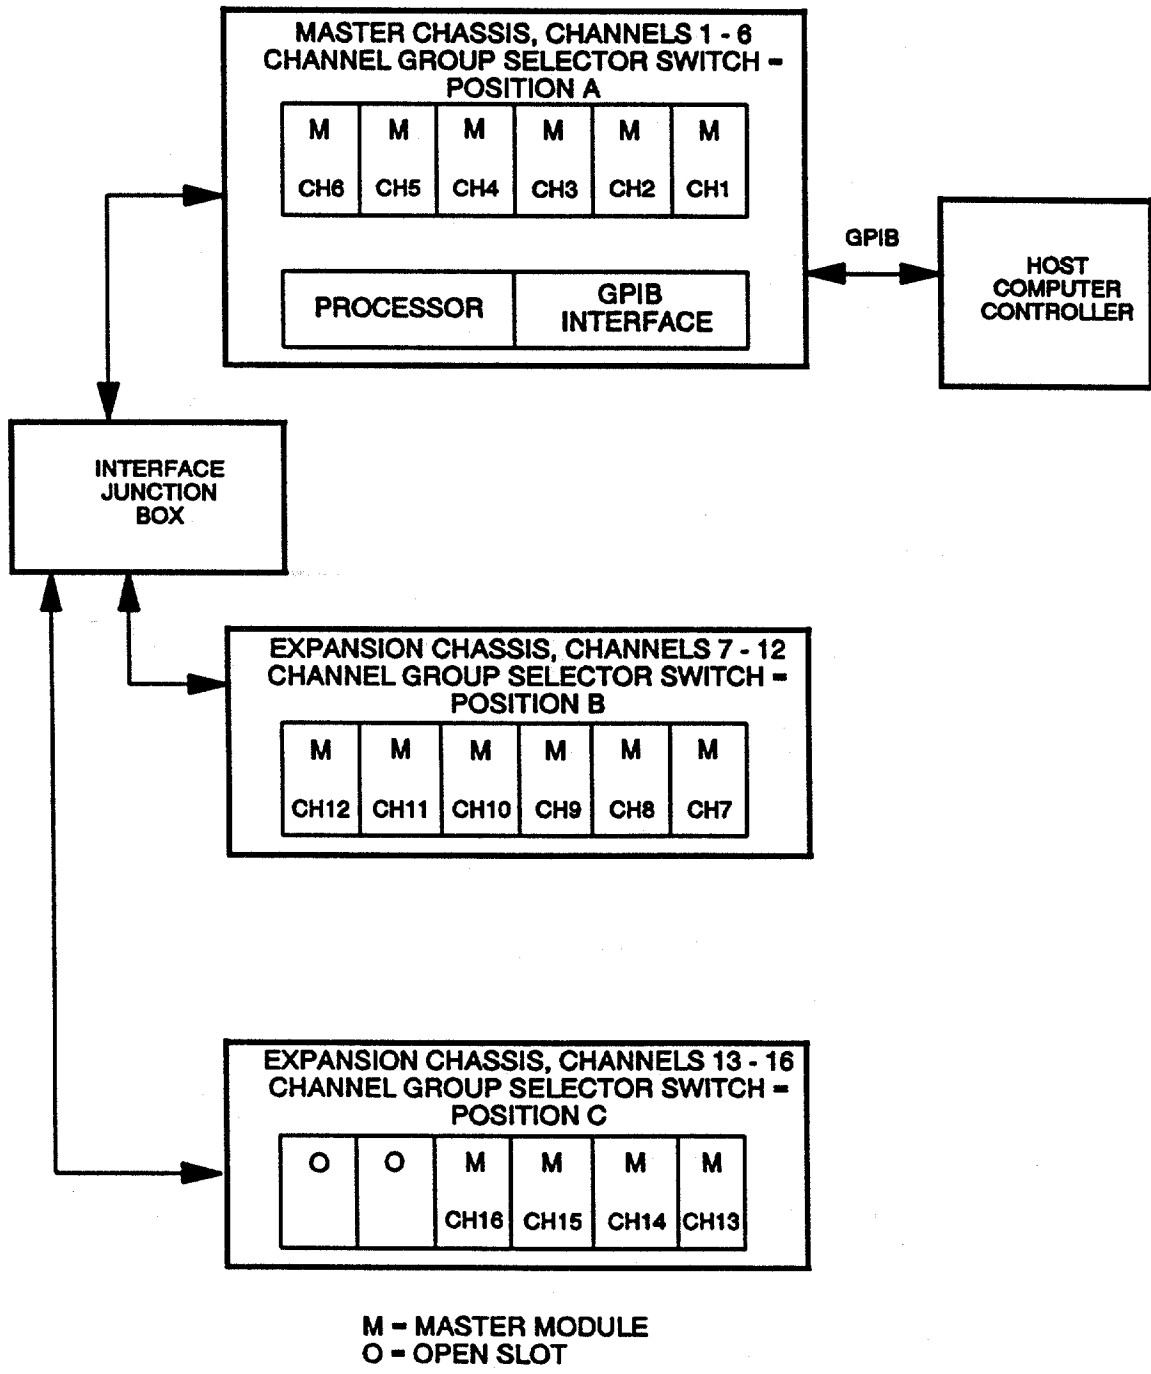 MASTER CHASSIS, CHANNELS 1 - 6
CHANNEL GROUP SELECTOR SWITCH =
POSITION A
M M M M M M
CH6 CH5 CH4 CH3 CH2 CH1
PROCESSOR
GPIB
INTERFACE
GPIB
HOST
COMPUTER
CONTROLLER
INTERFACE
JUNCTION
BOX
EXPANSION CHASSIS, CHANNELS 7 - 12
CHANNEL GROUP SELECTOR SWITCH =
POSITION B
M M M M M M
CH12 CH11 CH10 CH9 CH8 CH7
EXPANSION CHASSIS, CHANNELS 13 - 16
CHANNEL GROUP SELECTOR SWITCH =
POSITION C
O O M M M M
CH16 CH15 CH14 CH13
M = MASTER MODULE
O = OPEN SLOT